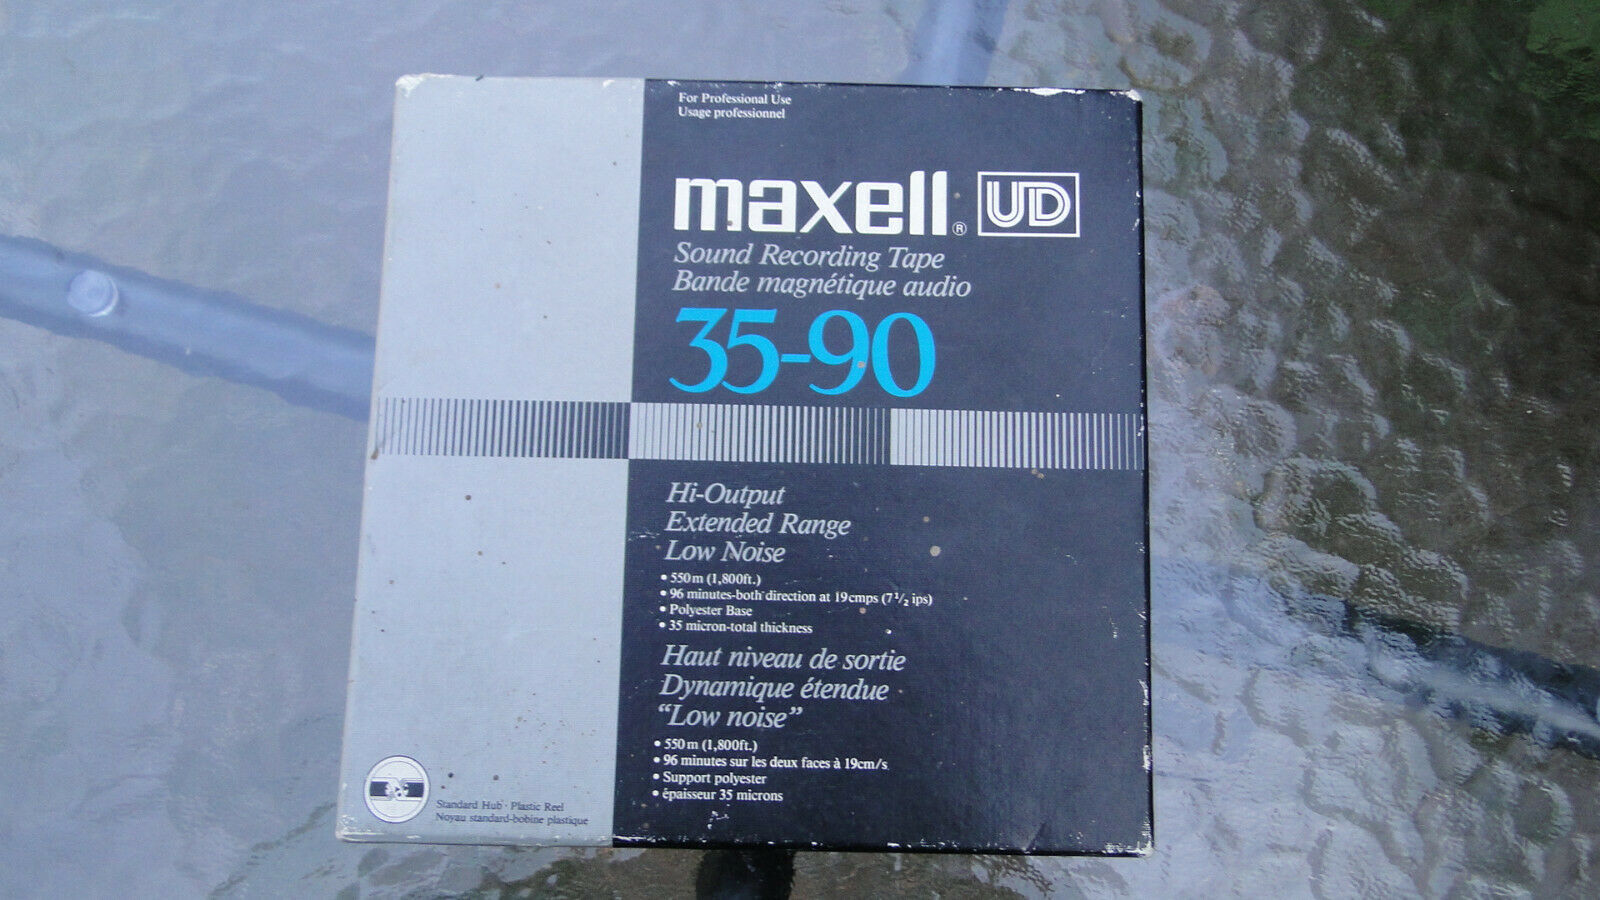 For Professional Use
Usage professionnel
maxell® UD
Sound Recording Tape
Bande magnétique audio
35-90
Hi-Output
Extended Range
Low Noise
• 550m (1,800ft.)
• 96 minutes-both direction at 19cmps (7 1/2 ips)
• Polyester Base
• 35 micron-total thickness
Haut niveau de sortie
Dynamique étendue
“Low noise”
• 550m (1,800ft.)
• 96 minutes sur les deux faces à 19cm/s
• Support polyester
• épaisseur 35 microns
Standard Hub · Plastic Reel
Noyau standard-bobine plastique